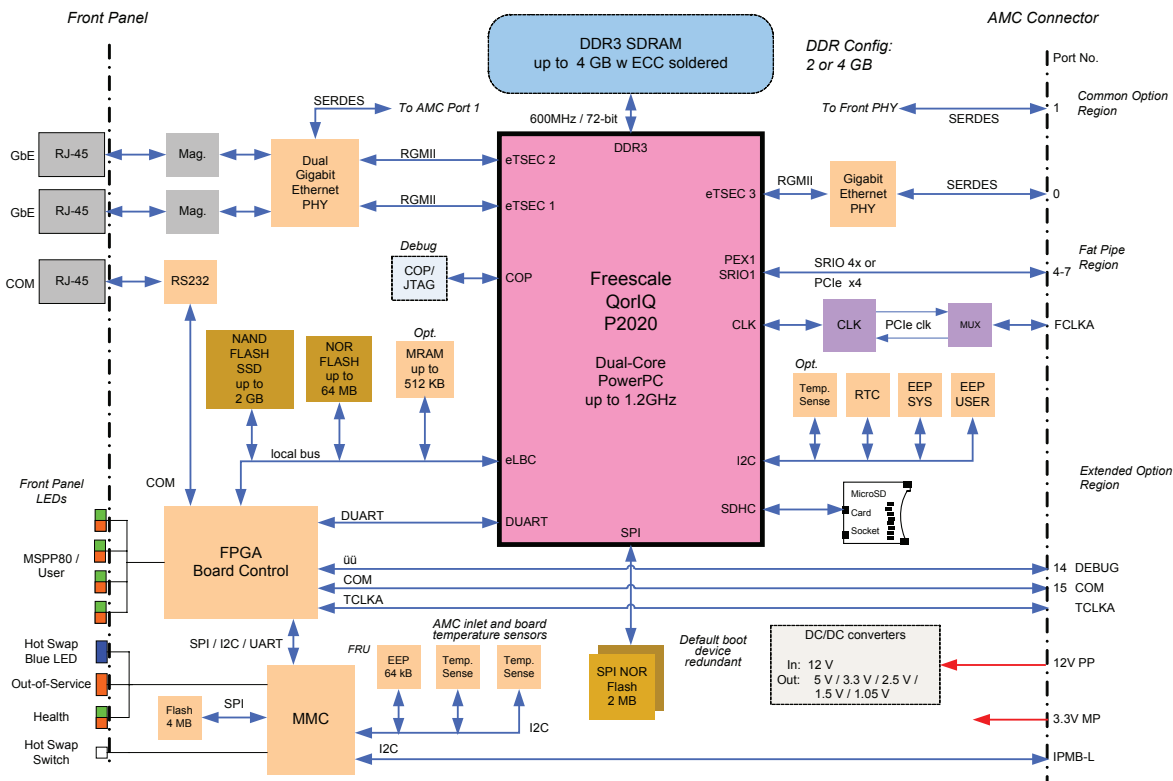 Front Panel
AMC Connector
DDR3 SDRAM
up to 4 GB w ECC soldered
DDR Config:
2 or 4 GB
Port No.
SERDES
To AMC Port 1
600MHz / 72-bit
To Front PHY
SERDES
1
Common Option
Region
GbE
RJ-45
Mag.
Dual
Gigabit
Ethernet
PHY
RGMII
eTSEC 2
DDR3
GbE
RJ-45
Mag.
RGMII
eTSEC 1
eTSEC 3
RGMII
Gigabit
Ethernet
PHY
SERDES
0
Debug
COP/
JTAG
COP
COM
RJ-45
RS232
Freescale
QorIQ
P2020
Dual-Core
PowerPC
up to 1.2GHz
PEX1
SRIO1
SRIO 4x or
PCIe x4
Fat Pipe
Region
4-7
CLK
CLK
PCIe clk
MUX
FCLKA
NAND
FLASH
SSD
up to
2 GB
NOR
FLASH
up to
64 MB
Opt.
MRAM
up to
512 KB
Opt.
Temp.
Sense
RTC
EEP
SYS
EEP
USER
local bus
eLBC
I2C
COM
Extended Option
Region
Front Panel
LEDs
SDHC
MicroSD
Card
Socket
DUART
DUART
SPI
MSPP80 /
User
FPGA
Board Control
üü
14 DEBUG
COM
15 COM
TCLKA
TCLKA
SPI / I2C / UART
AMC inlet and board
temperature sensors
Default boot
device
redundant
DC/DC converters
In: 12 V
Out: 5 V / 3.3 V / 2.5 V /
1.5 V / 1.05 V
12V PP
Hot Swap
Blue LED
FRU
EEP
64 kB
Temp.
Sense
Temp.
Sense
SPI NOR
Flash
2 MB
Out-of-Service
Flash
4 MB
SPI
MMC
Health
I2C
3.3V MP
Hot Swap
Switch
I2C
IPMB-L